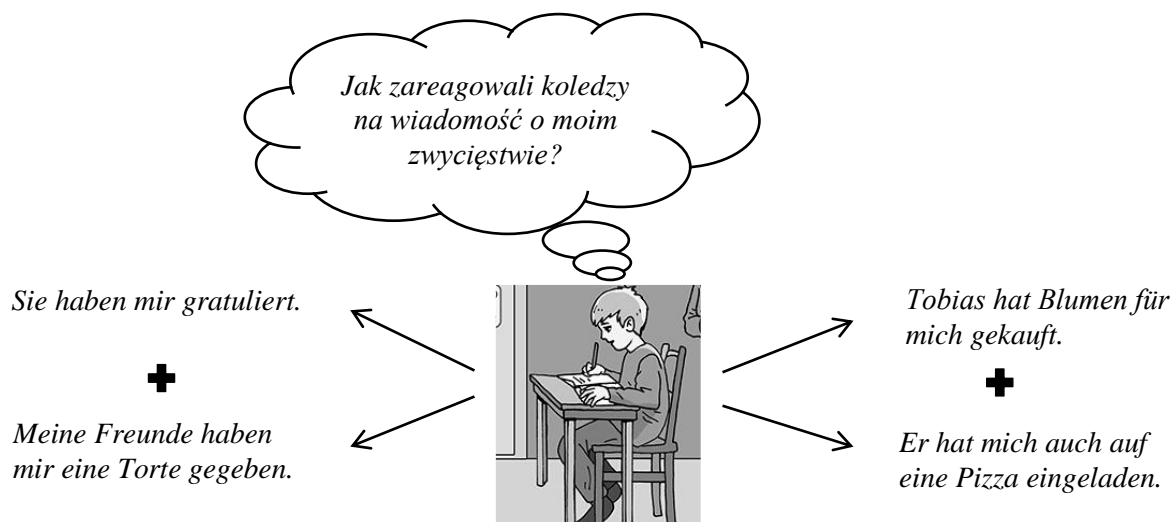 Jak zareagowali koledzy
na wiadomość o moim
zwycięstwie?
Sie haben mir gratuliert.
Meine Freunde haben
mir eine Torte gegeben.
Tobias hat Blumen für
mich gekauft.
Er hat mich auch auf
eine Pizza eingeladen.